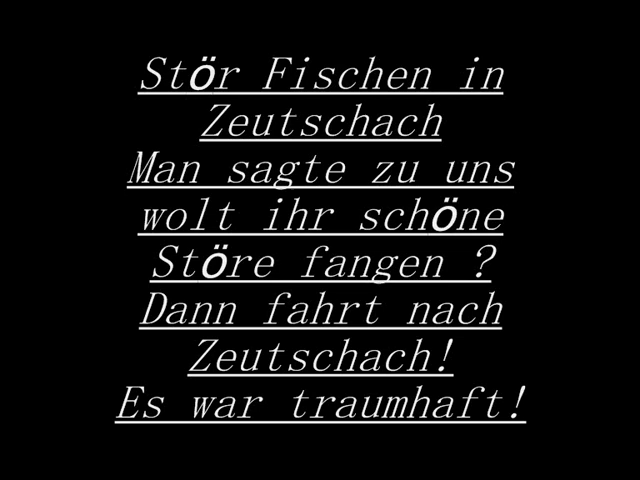 Stör Fischen in
Zeutschach
Man sagte zu uns
wolt ihr schöne
Störe fangen ?
Dann fahrt nach
Zeutschach!
Es war traumhaft!